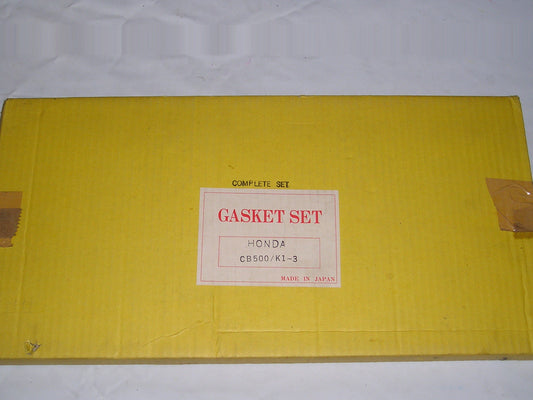 COMPLETE SET
GASKET SET
HONDA
CB500/K1-3
MADE IN JAPAN